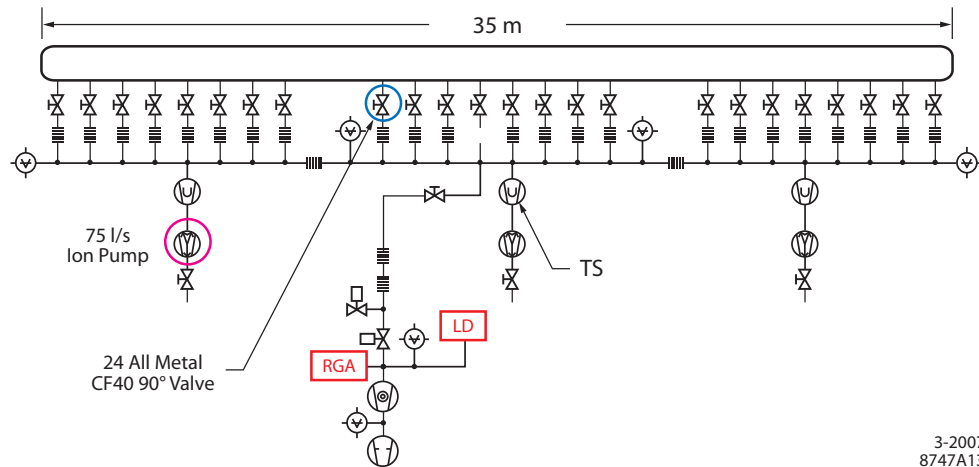 35 m
75 l/s
Ion Pump
TS
LD
RGA
24 All Metal
CF40 90° Valve
3-2007
8747A13